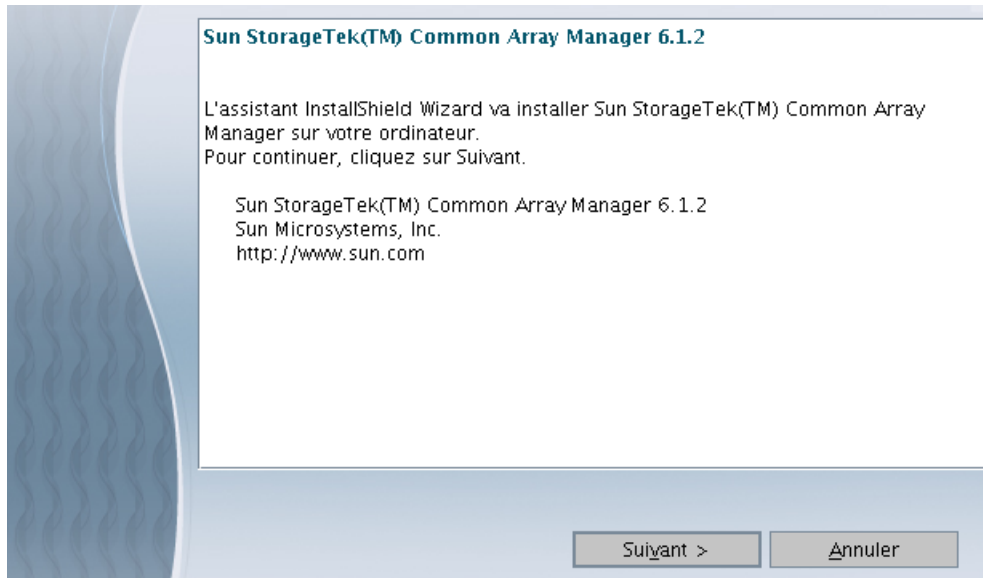 Sun StorageTek(TM) Common Array Manager 6.1.2
L'assistant InstallShield Wizard va installer Sun StorageTek(TM) Common Array
Manager sur votre ordinateur.
Pour continuer, cliquez sur Suivant.
Sun StorageTek(TM) Common Array Manager 6.1.2
Sun Microsystems, Inc.
http://www.sun.com
Suivant >
Annuler